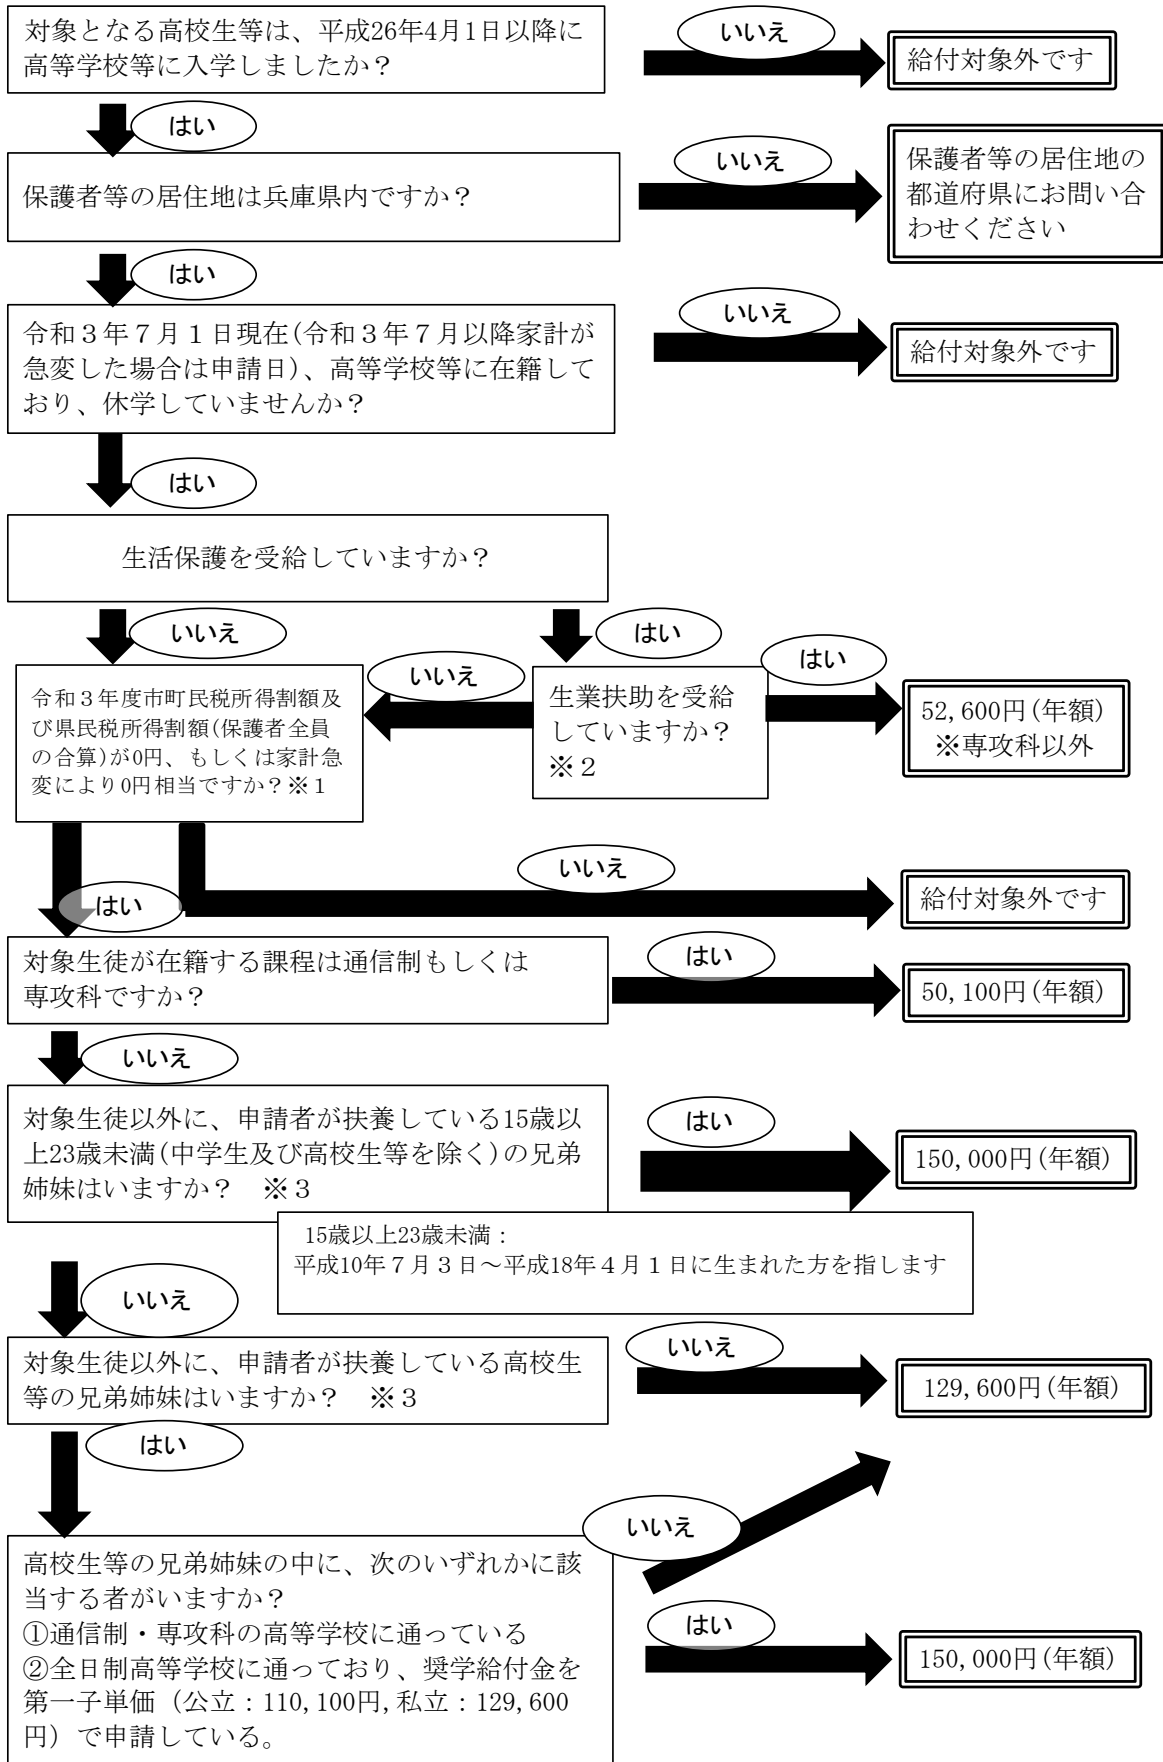 対象となる高校生等は、平成26年4月1日以降に
高等学校等に入学しましたか？
いいえ
給付対象外です
はい
保護者等の居住地は兵庫県内ですか？
いいえ
保護者等の居住地の
都道府県にお問い合
わせください
はい
令和３年７月１日現在(令和３年７月以降家計が
急変した場合は申請日)、高等学校等に在籍して
おり、休学していませんか？
いいえ
給付対象外です
はい
生活保護を受給していますか？
いいえ
はい
令和３年度市町民税所得割額及
び県民税所得割額(保護者全員
の合算)が0円、もしくは家計急
変により0円相当ですか？※１
いいえ
生業扶助を受給
していますか？
※２
はい
52,600円(年額)
※専攻科以外
いいえ
給付対象外です
はい
対象生徒が在籍する課程は通信制もしくは
専攻科ですか？
はい
50,100円(年額)
いいえ
対象生徒以外に、申請者が扶養している15歳以
上23歳未満(中学生及び高校生等を除く)の兄弟
姉妹はいますか？　※３
はい
150,000円(年額)
15歳以上23歳未満：
平成10年７月３日～平成18年４月１日に生まれた方を指します
いいえ
対象生徒以外に、申請者が扶養している高校生
等の兄弟姉妹はいますか？　※３
いいえ
129,600円(年額)
はい
高校生等の兄弟姉妹の中に、次のいずれかに該
当する者がいますか？
①通信制・専攻科の高等学校に通っている
②全日制高等学校に通っており、奨学給付金を
第一子単価（公立：110,100円,私立：129,600
円）で申請している。
いいえ
はい
150,000円(年額)